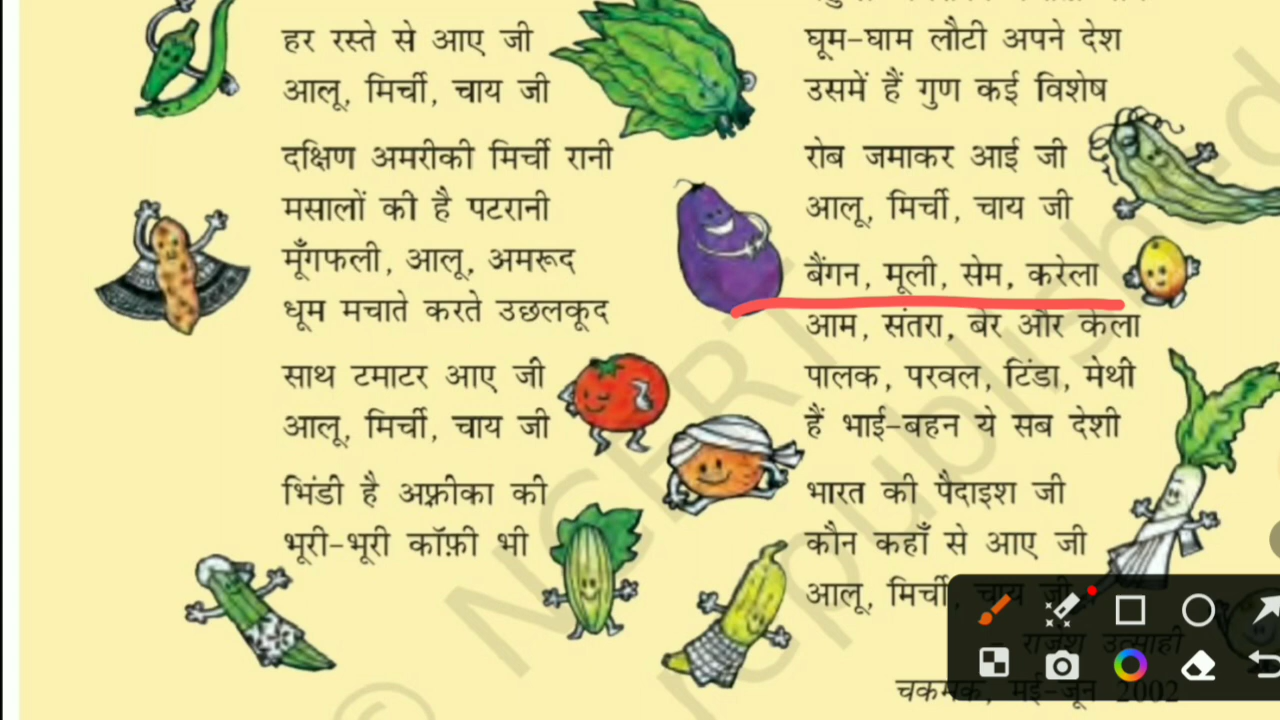 हर रस्ते से आए जी
आलू, मिर्ची, चाय जी
दक्षिण अमरीकी मिर्ची रानी
मसालों की है पटरानी
मूँगफली, आलू, अमरूद
धूम मचाते करते उछलकूद
साथ टमाटर आए जी
आलू, मिर्ची, चाय जी
भिंडी है अफ़्रीका की
भूरी-भूरी कॉफ़ी भी
घूम-घाम लौटी अपने देश
उसमें हैं गुण कई विशेष
रोब जमाकर आई जी
आलू, मिर्ची, चाय जी
बैंगन, मूली, सेम, करेला
आम, संतरा, बेर और केला
पालक, परवल, टिंडा, मेथी
हैं भाई-बहन ये सब देशी
भारत की पैदाइश जी
कौन कहाँ से आए जी
आलू, मिर्ची, चाय जी
राजेश उत्साही
चकमक, मई-जून 2002
© NCERT
republished